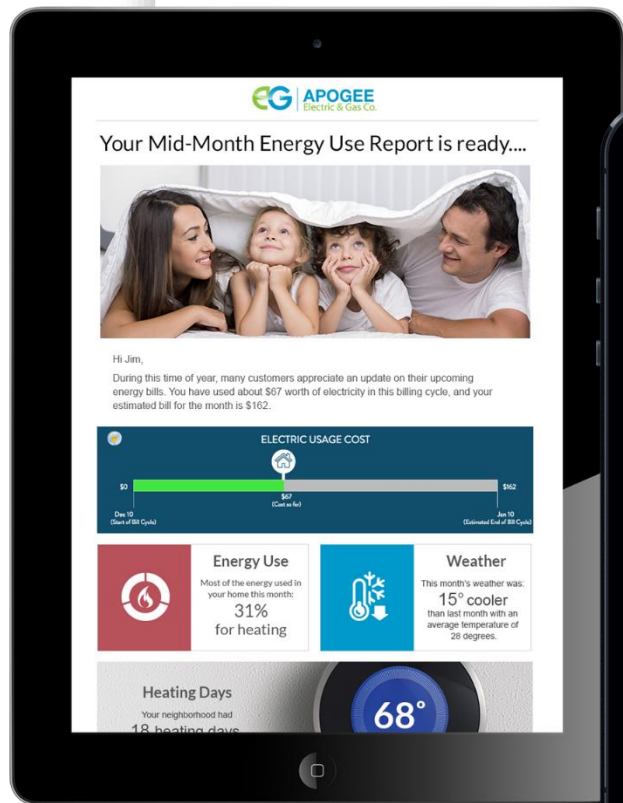 EG APOGEE
Electric & Gas Co.
Your Mid-Month Energy Use Report is ready....
Hi Jim,
During this time of year, many customers appreciate an update on their upcoming
energy bills. You have used about $67 worth of electricity in this billing cycle, and your
estimated bill for the month is $162.
ELECTRIC USAGE COST
$0
$162
$67
(Cost so far)
Dec 10
(Start of Bill Cycle)
Jan 10
(Estimated End of Bill Cycle)
Energy Use
Most of the energy used in
your home this month:
31%
for heating
Weather
This month's weather was:
15° cooler
than last month with an
average temperature of
28 degrees.
Heating Days
Your neighborhood had
18 heating days
68°